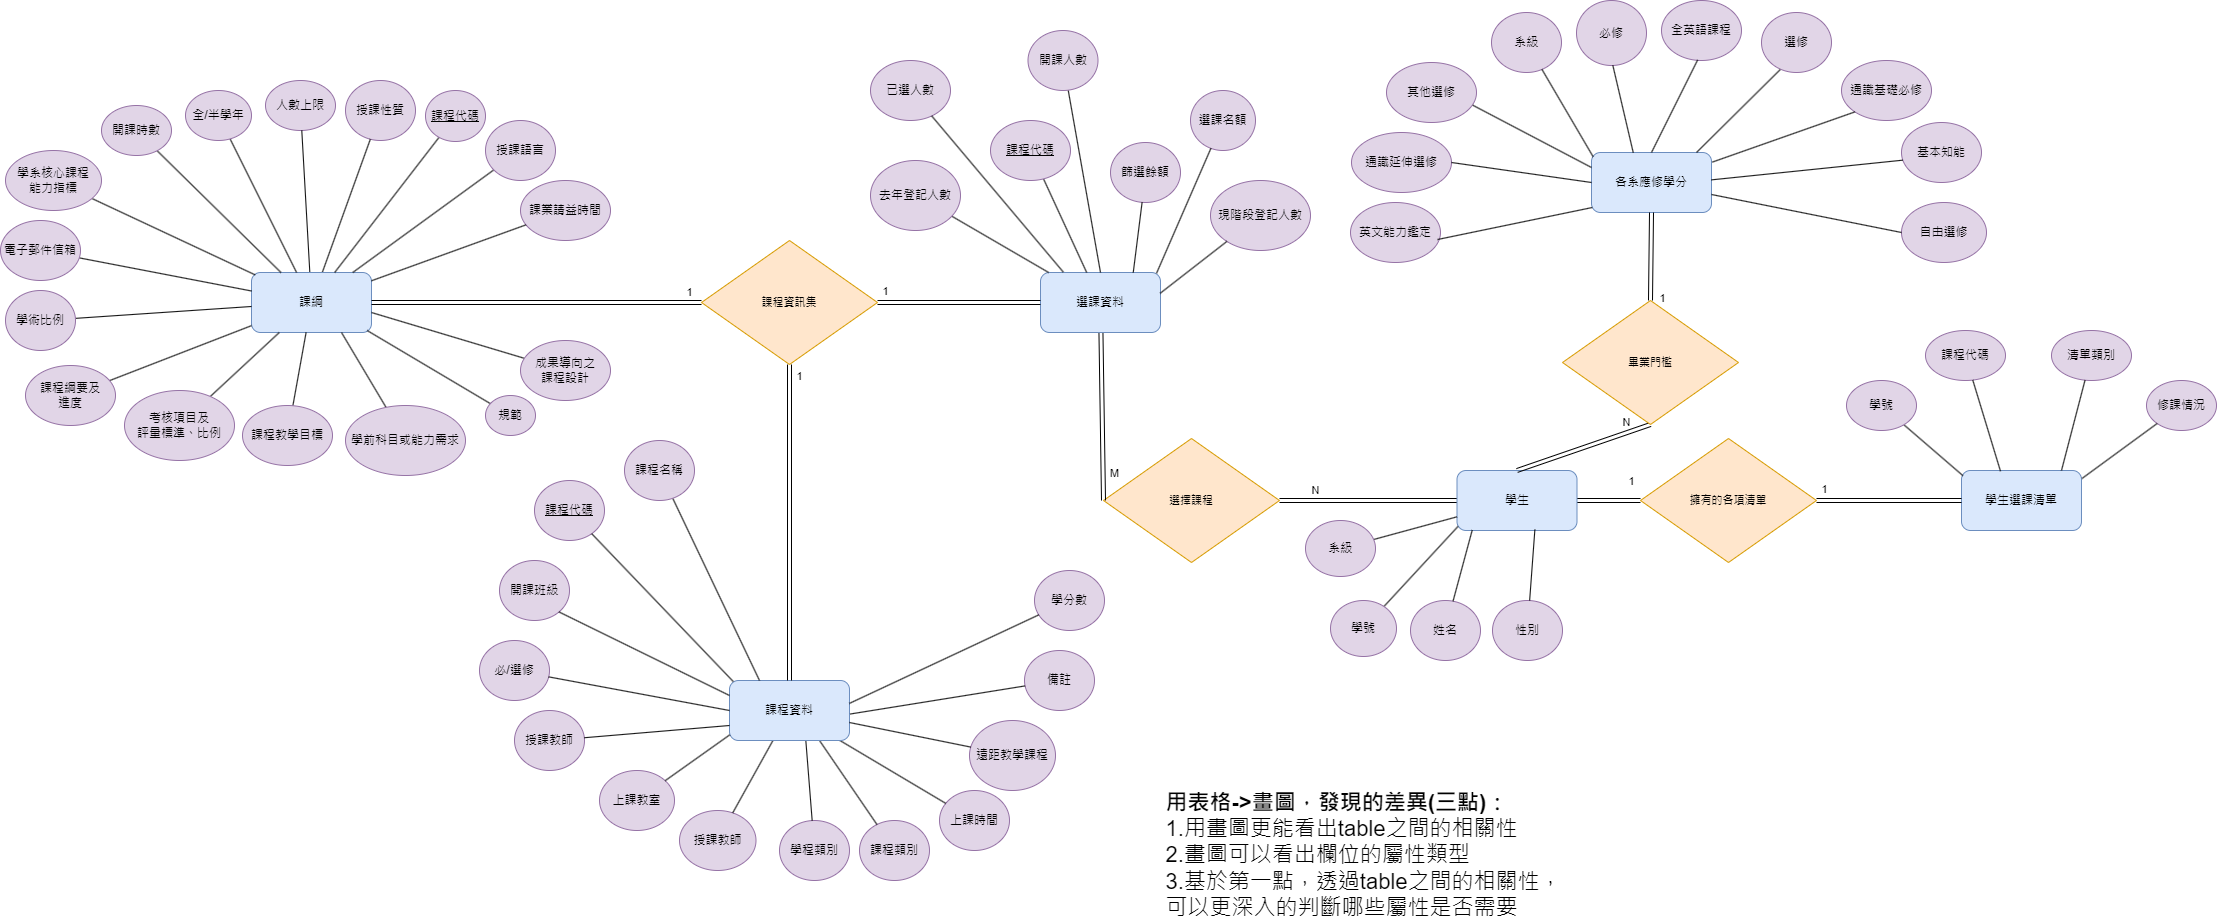 人數上限
全/半學年
授課性質
課程代碼
開課時數
授課語言
學系核心課程
能力指標
課業請益時間
電子郵件信箱
學術比例
課綱
課程綱要及
進度
考核項目及
評量標準、比例
課程教學目標
學前科目或能力需求
規範
成果導向之
課程設計
1
課程資訊集
1
1
開課人數
已選人數
選課名額
課程代碼
篩選餘額
去年登記人數
現階段登記人數
選課資料
M
選擇課程
N
必修
全英語課程
系級
選修
其他選修
通識基礎必修
通識延伸選修
基本知能
英文能力鑑定
自由選修
各系應修學分
1
畢業門檻
N
學生
系級
學號
姓名
性別
1
擁有的各項清單
1
課程代碼
清單類別
學號
修課情況
學生選課清單
課程名稱
課程代碼
開課班級
必/選修
授課教師
上課教室
授課教師
學程類別
課程類別
上課時間
遠距教學課程
備註
學分數
課程資料
用表格->畫圖，發現的差異(三點)：
1.用畫圖更能看出table之間的相關性
2.畫圖可以看出欄位的屬性類型
3.基於第一點，透過table之間的相關性，
可以更深入的判斷哪些屬性是否需要